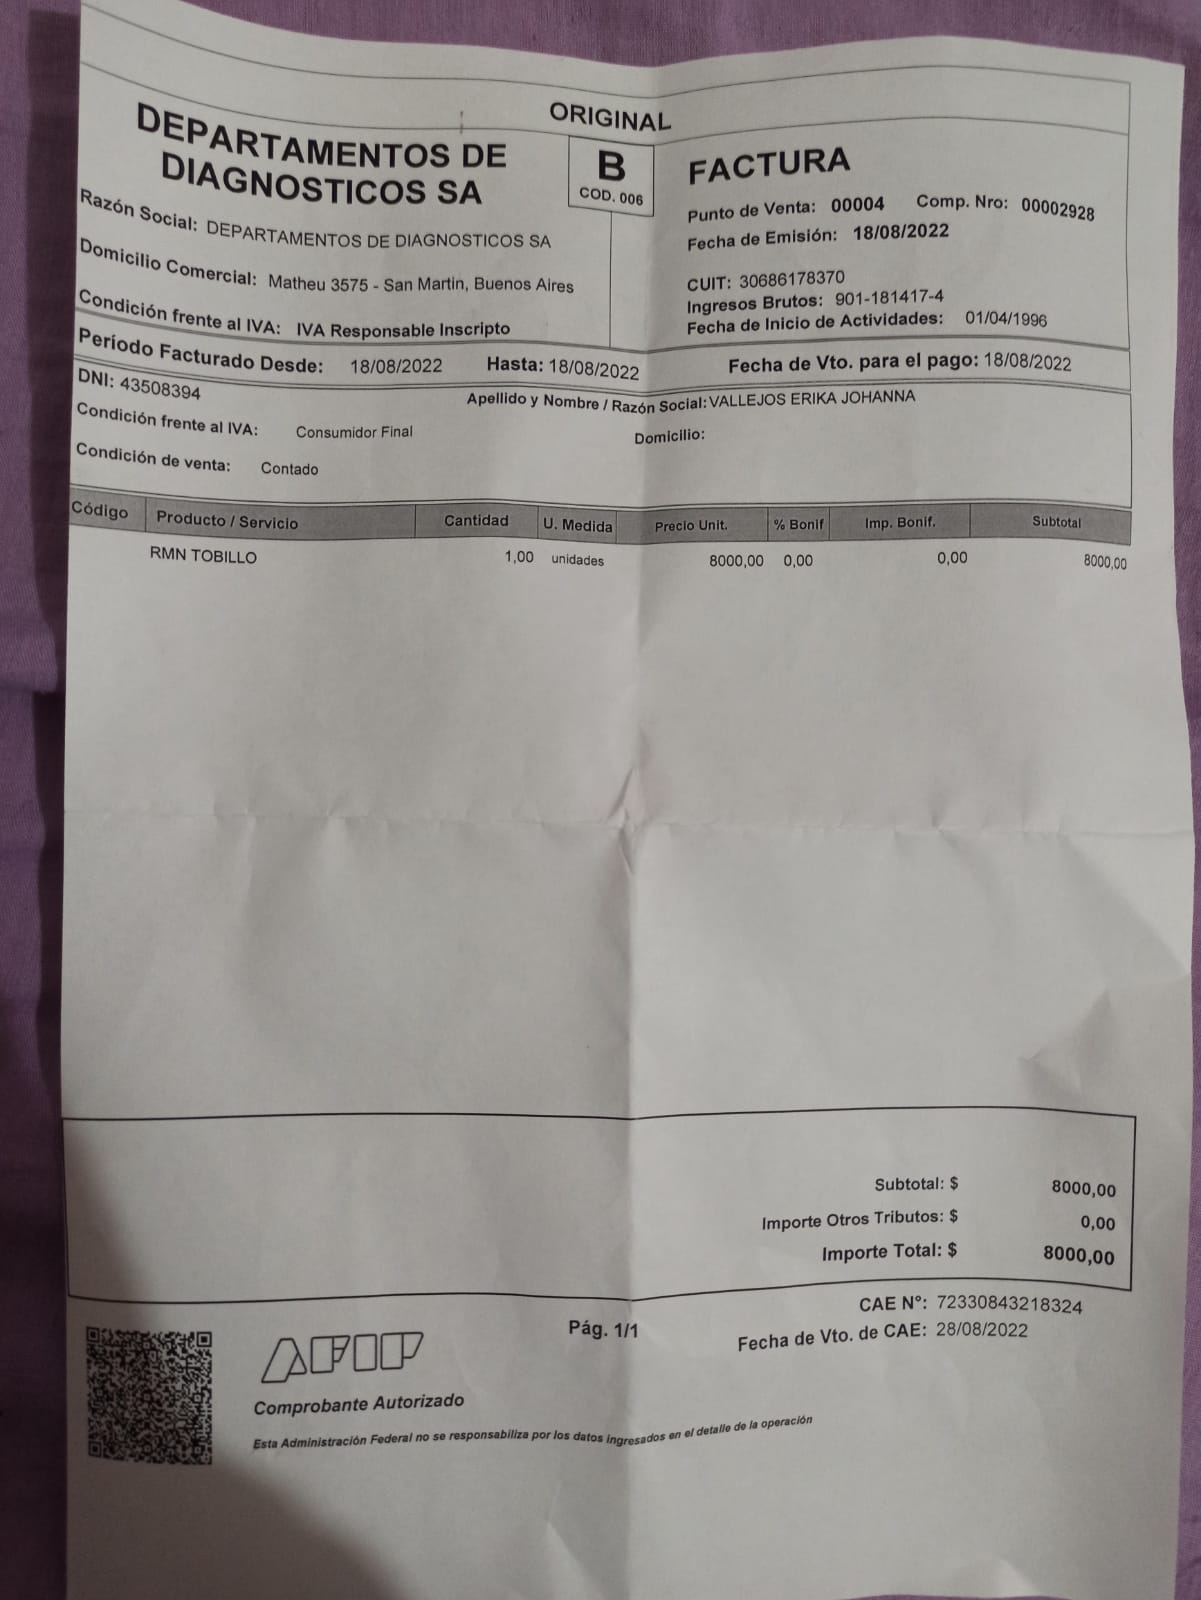 ORIGINAL
DEPARTAMENTOS DE
DIAGNOSTICOS SA
B
COD. 006
FACTURA
Punto de Venta: 00004 Comp. Nro: 00002928
Fecha de Emisión: 18/08/2022
Razón Social: DEPARTAMENTOS DE DIAGNOSTICOS SA
Domicilio Comercial: Matheu 3575 - San Martin, Buenos Aires
Condición frente al IVA: IVA Responsable Inscripto
CUIT: 30686178370
Ingresos Brutos: 901-181417-4
Fecha de Inicio de Actividades: 01/04/1996
Período Facturado Desde: 18/08/2022 Hasta: 18/08/2022 Fecha de Vto. para el pago: 18/08/2022
DNI: 43508394 Apellido y Nombre / Razón Social: VALLEJOS ERIKA JOHANNA
Condición frente al IVA: Consumidor Final Domicilio:
Condición de venta: Contado
Código Producto / Servicio Cantidad U. Medida Precio Unit. % Bonif Imp. Bonif. Subtotal
RMN TOBILLO 1,00 unidades 8000,00 0,00 0,00 8000,00
Subtotal: $ 8000,00
Importe Otros Tributos: $ 0,00
Importe Total: $ 8000,00
CAE N°: 72330843218324
Fecha de Vto. de CAE: 28/08/2022
Pág. 1/1
AFIP
Comprobante Autorizado
Esta Administración Federal no se responsabiliza por los datos ingresados en el detalle de la operación